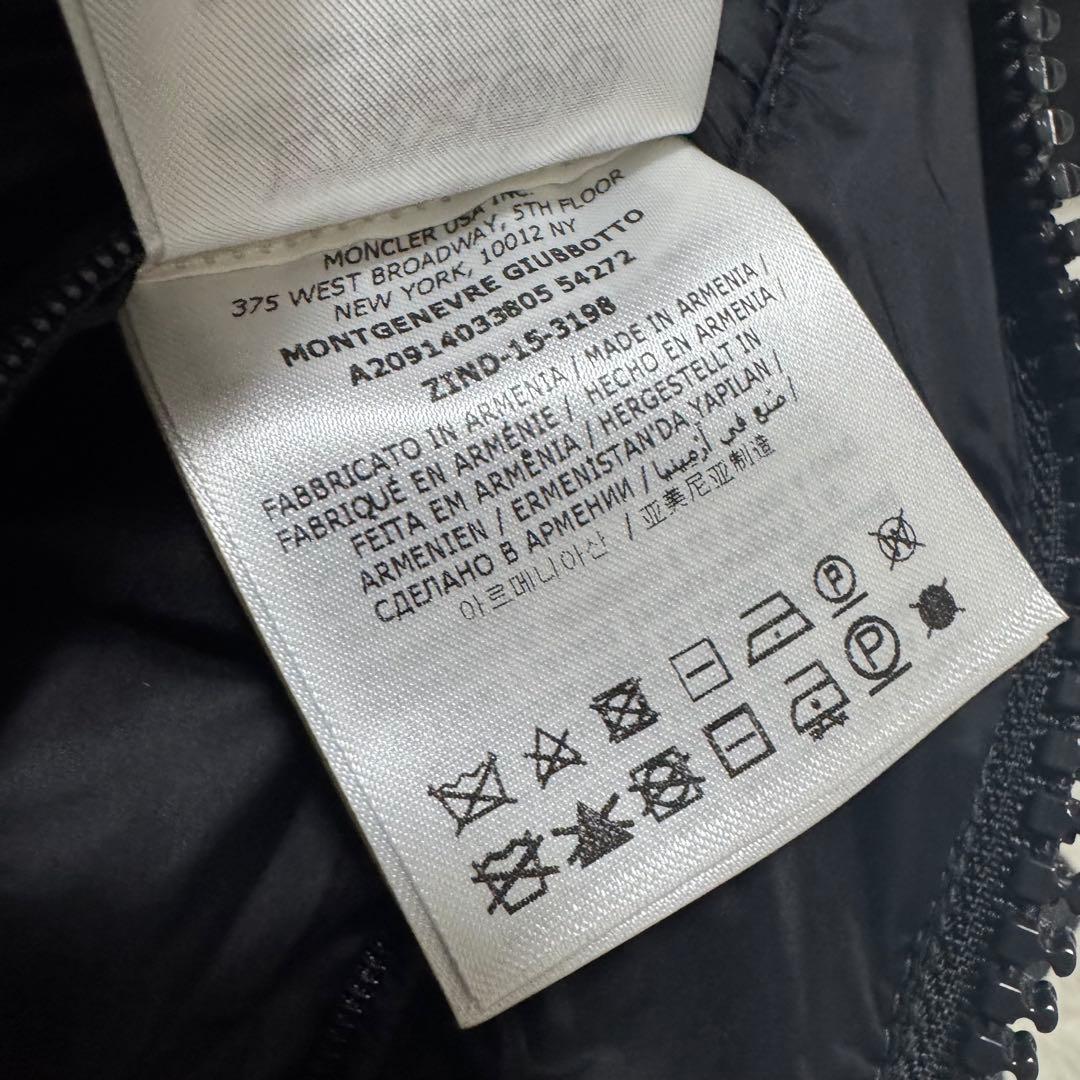 MONCLER USA INC.
375 WEST BROADWAY, 5TH FLOOR
NEW YORK, 10012 NY
MONTGENEVRE GIUBBOTTO
A20914033805 54272
ZIND-15-3198
FABBRICATO IN ARMENIA / MADE IN ARMENIA /
FABRIQUÉ EN ARMÉNIE / HECHO EN ARMENIA /
FEITA EM ARMÊNIA / HERGESTELLT IN
ARMENIEN / ERMENISTAN'DA YAPILAN /
СДЕЛАНО В АРМЕНИИ / صنع في أرمينيا /
아르메니아산 / 亚美尼亚制造
P
P